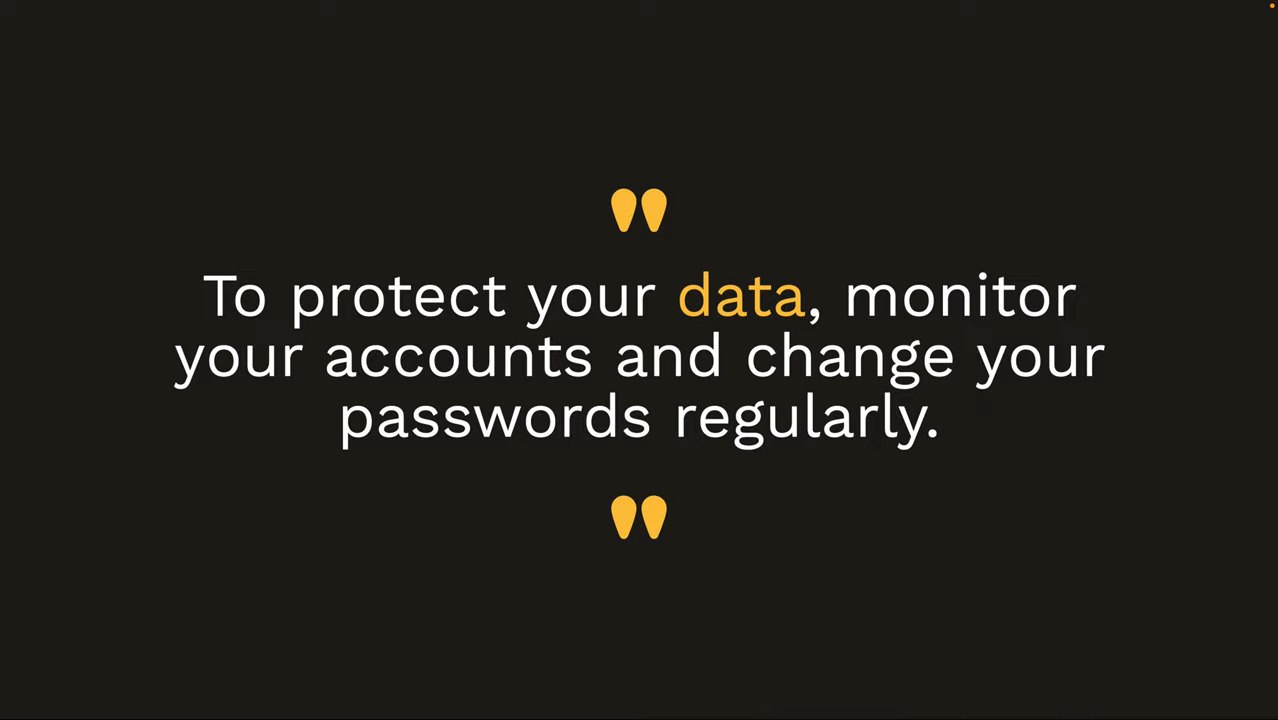 "
To protect your data, monitor
your accounts and change your
passwords regularly.
"